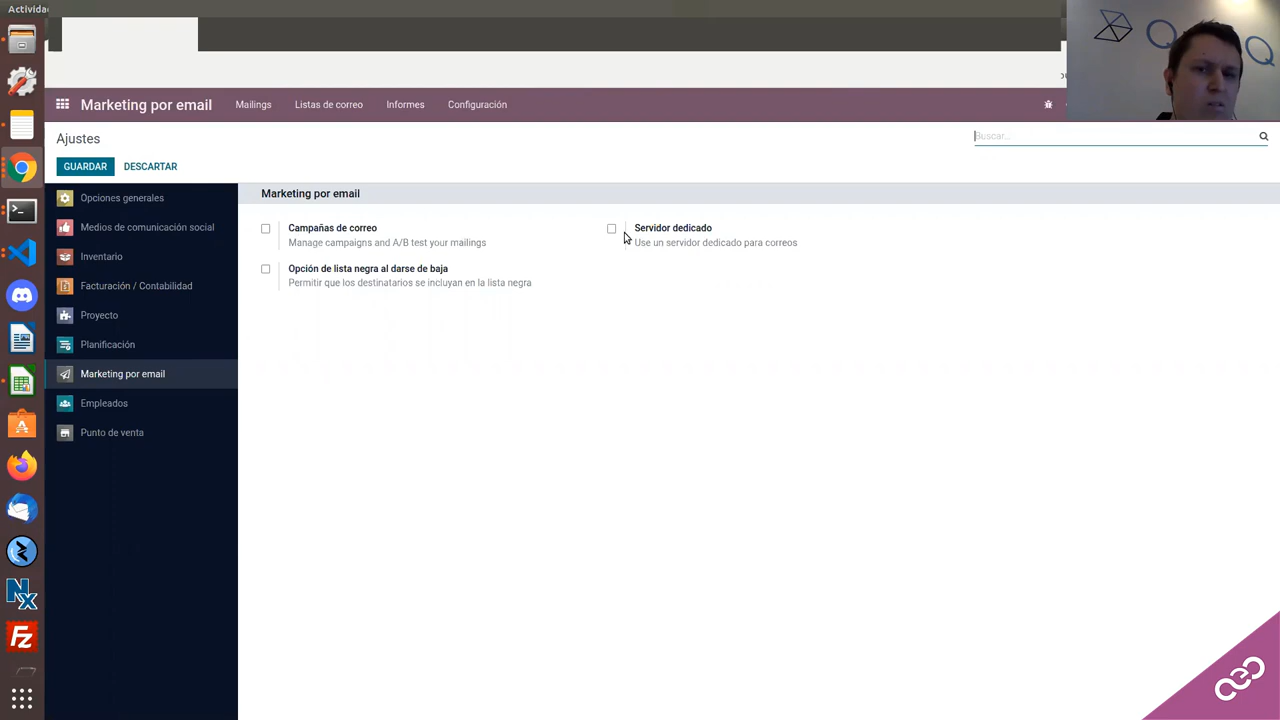 Actividad
Marketing por email
Mailings
Listas de correo
Informes
Configuración
Ajustes
Buscar...
GUARDAR
DESCARTAR
Opciones generales
Medios de comunicación social
Inventario
Facturación / Contabilidad
Proyecto
Planificación
Marketing por email
Empleados
Punto de venta
Marketing por email
Campañas de correo
Manage campaigns and A/B test your mailings
Servidor dedicado
Use un servidor dedicado para correos
Opción de lista negra al darse de baja
Permitir que los destinatarios se incluyan en la lista negra